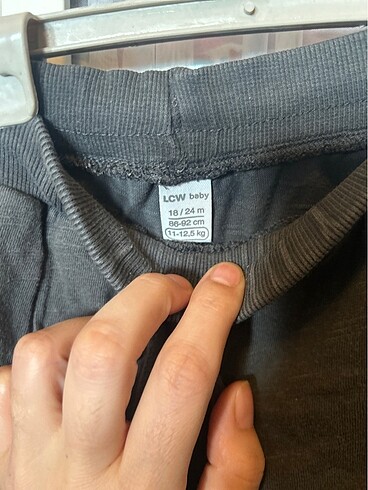 LCW baby
18 / 24 m
86-92 cm
11-12,5 kg